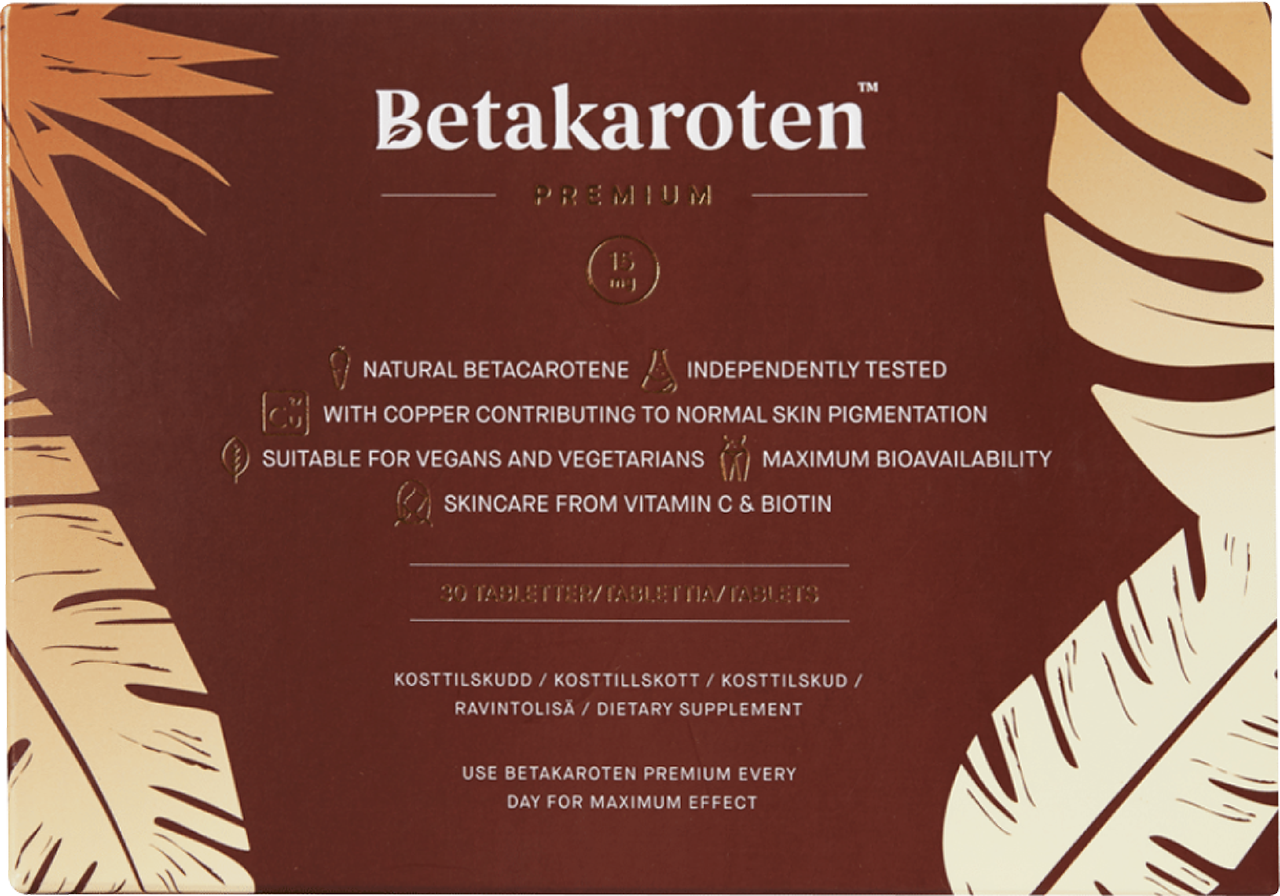 Betakaroten™
PREMIUM
15
mg
NATURAL BETACAROTENE INDEPENDENTLY TESTED
Cu WITH COPPER CONTRIBUTING TO NORMAL SKIN PIGMENTATION
SUITABLE FOR VEGANS AND VEGETARIANS MAXIMUM BIOAVAILABILITY
SKINCARE FROM VITAMIN C & BIOTIN
30 TABLETTER/TABLETTIA/TABLETS
KOSTTILSKUDD / KOSTTILLSKOTT / KOSTTILSKUD /
RAVINTOLISÄ / DIETARY SUPPLEMENT
USE BETAKAROTEN PREMIUM EVERY
DAY FOR MAXIMUM EFFECT